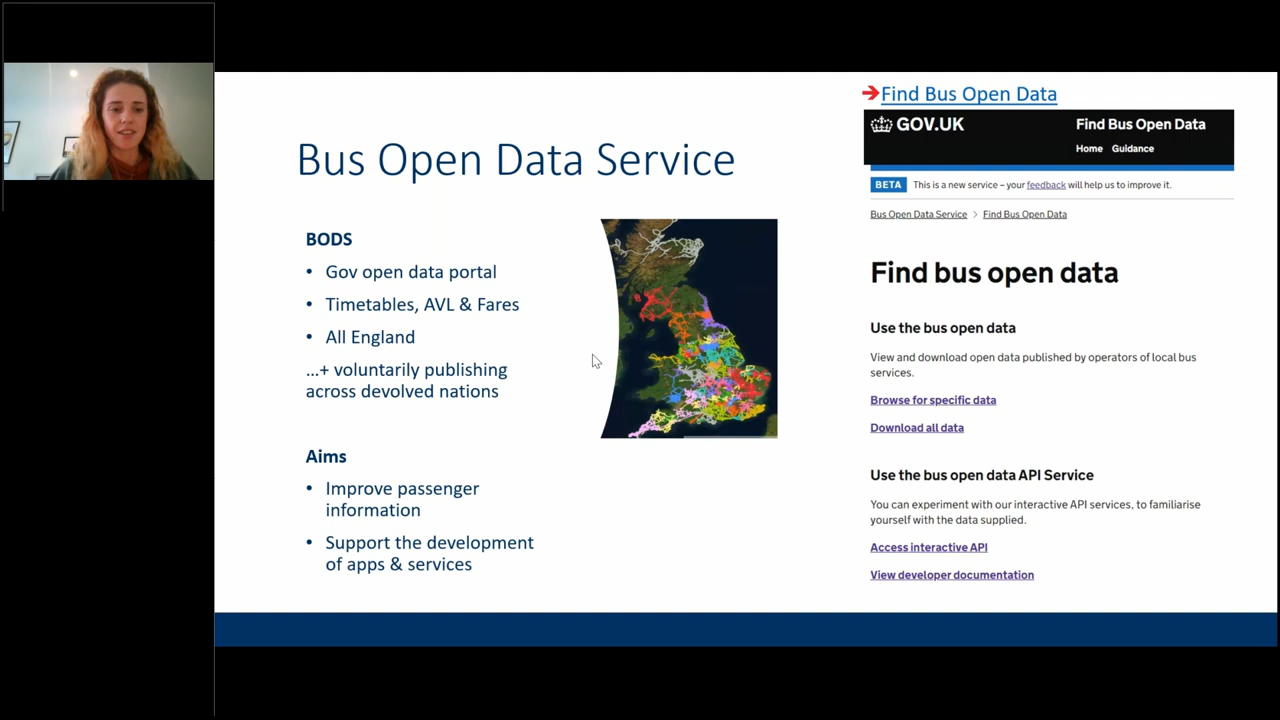 Bus Open Data Service
BODS
• Gov open data portal
• Timetables, AVL & Fares
• All England
...+ voluntarily publishing
across devolved nations
Aims
• Improve passenger
information
• Support the development
of apps & services
Find Bus Open Data
GOV.UK
Find Bus Open Data
Home Guidance
BETA This is a new service – your feedback will help us to improve it.
Bus Open Data Service > Find Bus Open Data
Find bus open data
Use the bus open data
View and download open data published by operators of local bus
services.
Browse for specific data
Download all data
Use the bus open data API Service
You can experiment with our interactive API services, to familiarise
yourself with the data supplied.
Access interactive API
View developer documentation